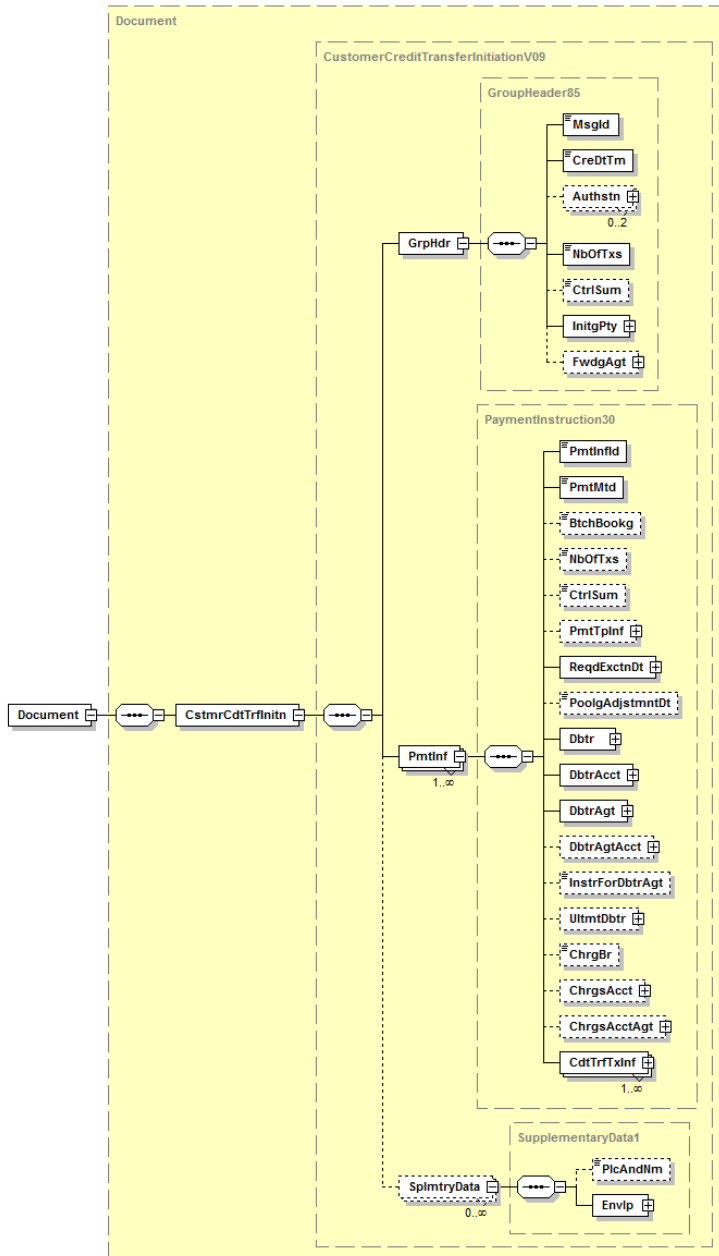 Document
CustomerCreditTransferInitiationV09
GroupHeader85
MsgId
CreDtTm
Authstn
0..2
GrpHdr
NbOfTxs
CtrlSum
InitgPty
FwdgAgt
PaymentInstruction30
PmtInfId
PmtMtd
BtchBookg
NbOfTxs
CtrlSum
PmtTpInf
ReqdExctnDt
PoolgAdjstmntDt
Document
CstmrCdtTrfInitn
Dbtr
PmtInf
1..∞
DbtrAcct
DbtrAgt
DbtrAgtAcct
InstrForDbtrAgt
UltmtDbtr
ChrgBr
ChrgsAcct
ChrgsAcctAgt
CdtTrfTxInf
1..∞
SupplementaryData1
PlcAndNm
SplmtryData
0..∞
Envlp